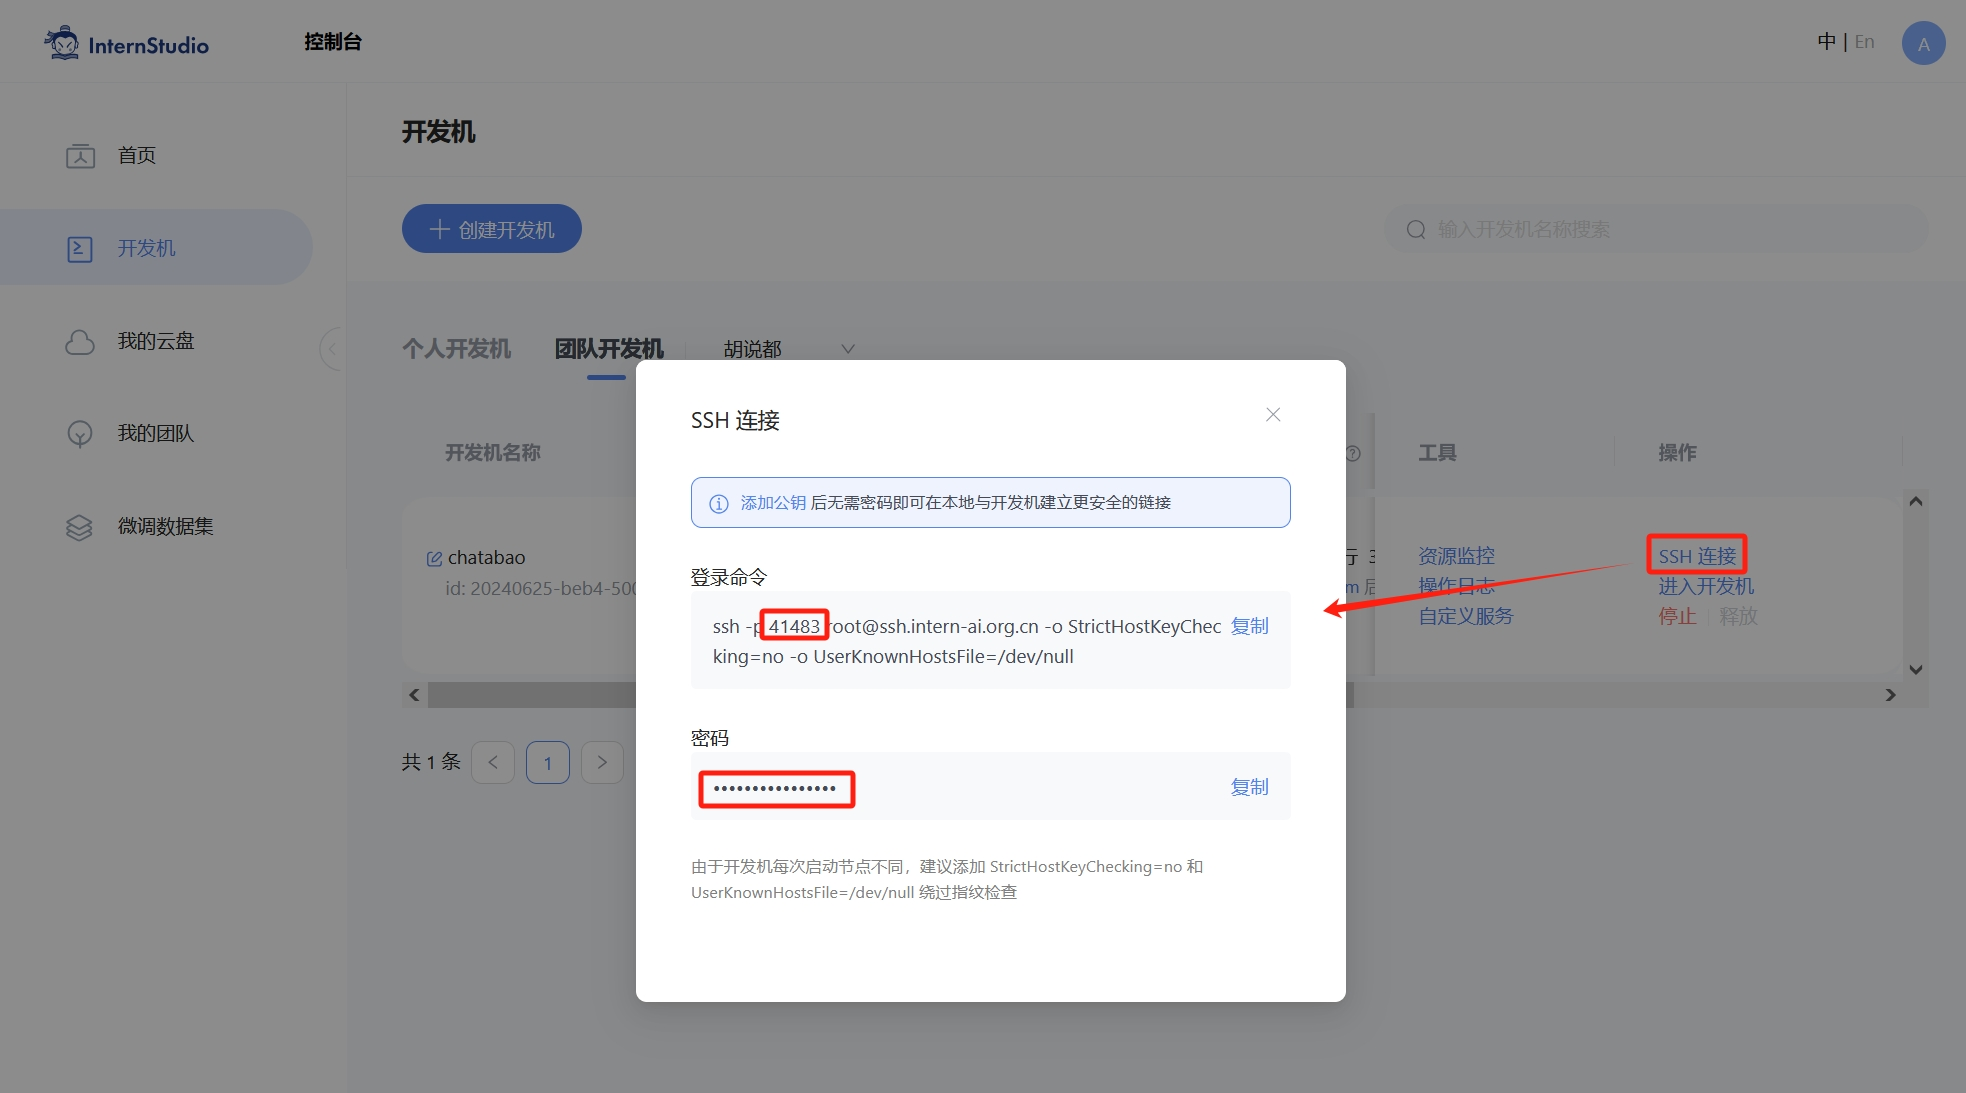 InternStudio
控制台
中 | En
A
首页
开发机
我的云盘
我的团队
微调数据集
开发机
创建开发机
输入开发机名称搜索
个人开发机
团队开发机
胡说都
开发机名称
工具
操作
chatabao
id: 20240625-beb4-500
行 3
m 后
资源监控
操作日志
自定义服务
SSH 连接
进入开发机
停止
释放
共 1 条
1
SSH 连接
添加公钥 后无需密码即可在本地与开发机建立更安全的链接
登录命令
ssh -p 41483 root@ssh.intern-ai.org.cn -o StrictHostKeyChec
king=no -o UserKnownHostsFile=/dev/null
复制
密码
••••••••••••••••
复制
由于开发机每次启动节点不同，建议添加 StrictHostKeyChecking=no 和
UserKnownHostsFile=/dev/null 绕过指纹检查